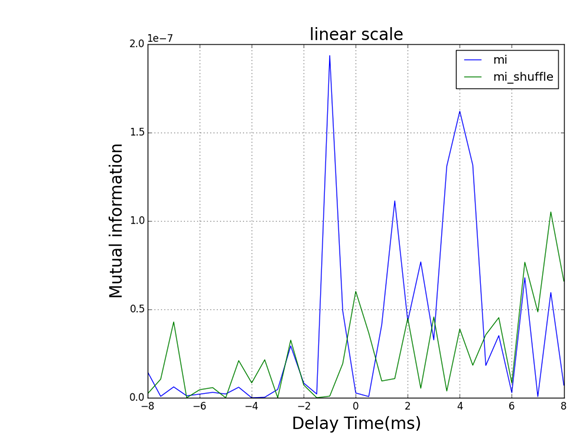 linear scale
1e−7
2.0
1.5
1.0
0.5
0.0
Mutual information
mi
mi_shuffle
−8 −6 −4 −2 0 2 4 6 8
Delay Time(ms)